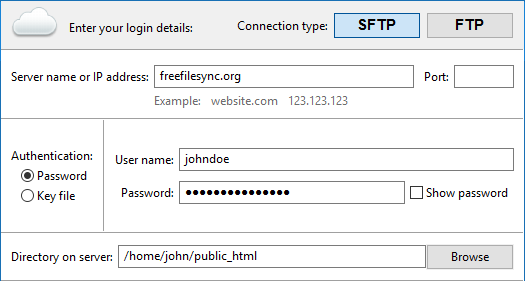 Enter your login details: Connection type: SFTP FTP
Server name or IP address: freefilesync.org Port:
Example: website.com 123.123.123
Authentication:
Password
Key file
User name: johndoe
Password: ●●●●●●●●●●●●●●● Show password
Directory on server: /home/john/public_html Browse